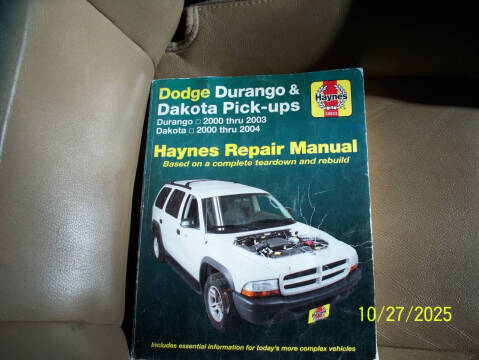 Dodge Durango &
Dakota Pick-ups
Durango □ 2000 thru 2003
Dakota □ 2000 thru 2004
Haynes
Haynes Repair Manual
Based on a complete teardown and rebuild
Includes essential information for today's more complex vehicles
10/27/2025